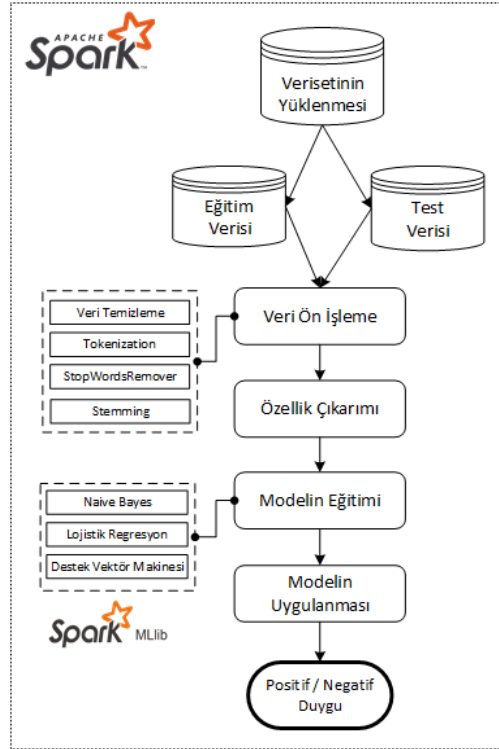 APACHE
Spark
TM
Verisetinin
Yüklenmesi
Eğitim
Verisi
Test
Verisi
Veri Ön İşleme
Veri Temizleme
Tokenization
StopWordsRemover
Stemming
Özellik Çıkarımı
Modelin Eğitimi
Naive Bayes
Lojistik Regresyon
Destek Vektör Makinesi
Spark MLlib
Modelin
Uygulanması
Positif / Negatif
Duygu